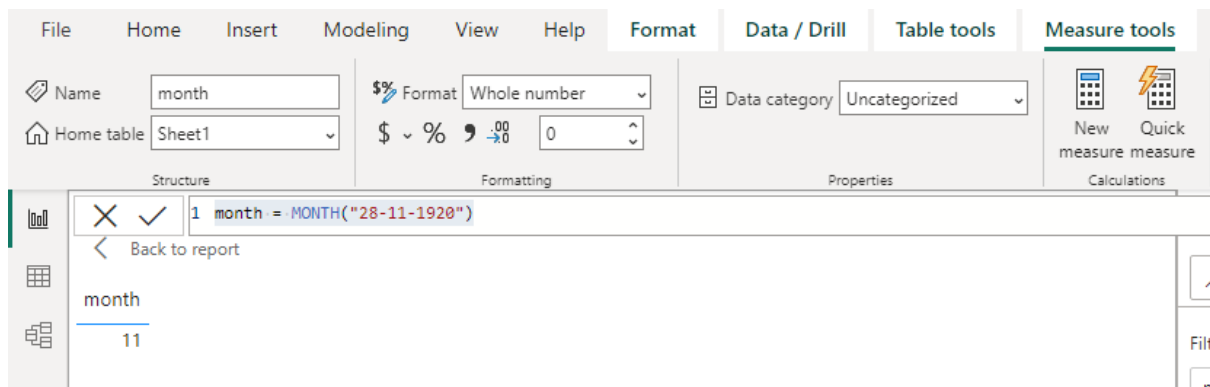 File Home Insert Modeling View Help Format Data / Drill Table tools Measure tools
Name month
Home table Sheet1
Structure
$% Format Whole number
$ % 9 .00 0
Formatting
Data category Uncategorized
Properties
New measure
Quick measure
Calculations
1 month = MONTH("28-11-1920")
Back to report
month
11
Filt